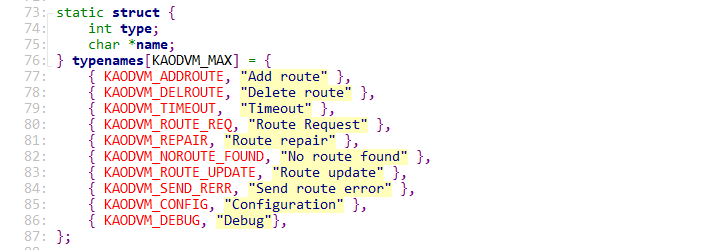 73: static struct {
74:     int type;
75:     char *name;
76: } typenames[KAODVM_MAX] = {
77:     { KAODVM_ADDROUTE, "Add route" },
78:     { KAODVM_DELROUTE, "Delete route" },
79:     { KAODVM_TIMEOUT,  "Timeout" },
80:     { KAODVM_ROUTE_REQ, "Route Request" },
81:     { KAODVM_REPAIR, "Route repair" },
82:     { KAODVM_NOROUTE_FOUND, "No route found" },
83:     { KAODVM_ROUTE_UPDATE, "Route update" },
84:     { KAODVM_SEND_RERR, "Send route error" },
85:     { KAODVM_CONFIG, "Configuration" },
86:     { KAODVM_DEBUG, "Debug"},
87: };